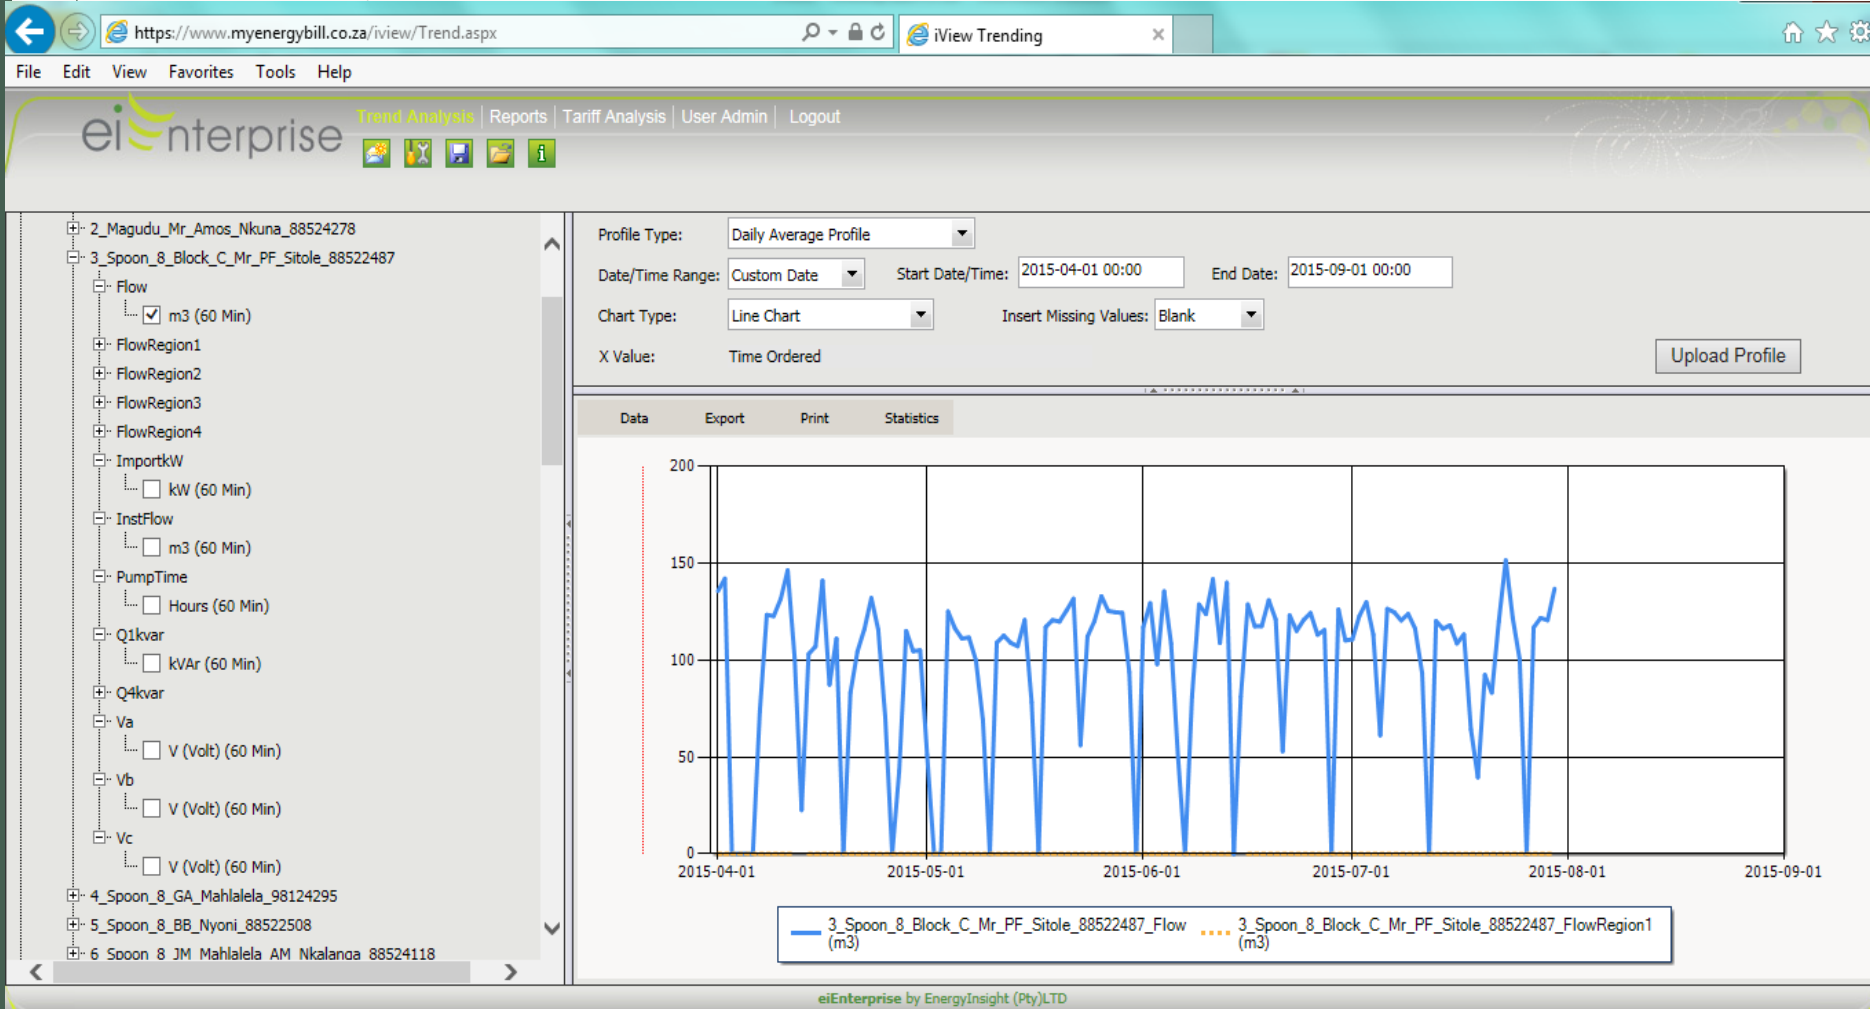 https://www.myenergybill.co.za/iview/Trend.aspx
iView Trending
File Edit View Favorites Tools Help
eiEnterprise
Trend Analysis | Reports | Tariff Analysis | User Admin | Logout
2_Magudu_Mr_Amos_Nkuna_88524278
3_Spoon_8_Block_C_Mr_PF_Sitole_88522487
Flow
m3 (60 Min)
FlowRegion1
FlowRegion2
FlowRegion3
FlowRegion4
ImportkW
kW (60 Min)
InstFlow
m3 (60 Min)
PumpTime
Hours (60 Min)
Q1kvar
kVAr (60 Min)
Q4kvar
Va
V (Volt) (60 Min)
Vb
V (Volt) (60 Min)
Vc
V (Volt) (60 Min)
4_Spoon_8_GA_Mahlalela_98124295
5_Spoon_8_BB_Nyoni_88522508
6_Spoon_8_JM_Mahlalela_AM_Nkalanga_88524118
Profile Type: Daily Average Profile
Date/Time Range: Custom Date Start Date/Time: 2015-04-01 00:00 End Date: 2015-09-01 00:00
Chart Type: Line Chart Insert Missing Values: Blank
X Value: Time Ordered
Upload Profile
Data Export Print Statistics
200
150
100
50
0
2015-04-01 2015-05-01 2015-06-01 2015-07-01 2015-08-01 2015-09-01
3_Spoon_8_Block_C_Mr_PF_Sitole_88522487_Flow
(m3)
3_Spoon_8_Block_C_Mr_PF_Sitole_88522487_FlowRegion1
(m3)
eiEnterprise by EnergyInsight (Pty)LTD